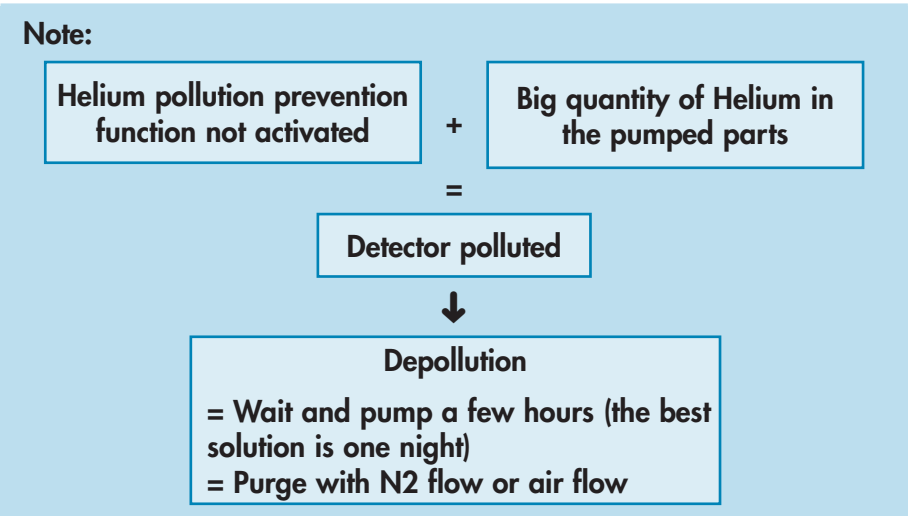 Note:
Helium pollution prevention
function not activated
+
Big quantity of Helium in
the pumped parts
=
Detector polluted
Depollution
= Wait and pump a few hours (the best
solution is one night)
= Purge with N2 flow or air flow